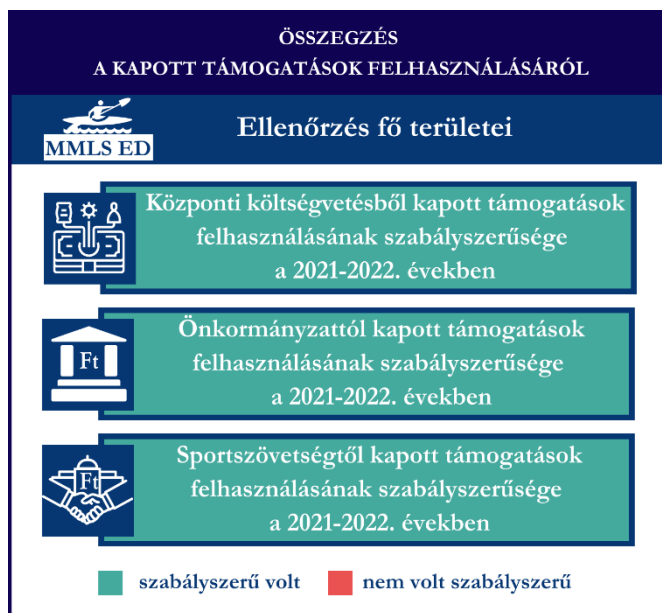 ÖSSZEGZÉS
A KAPOTT TÁMOGATÁSOK FELHASZNÁLÁSÁRÓL
MMLS ED
Ellenőrzés fő területei
Központi költségvetésből kapott támogatások
felhasználásának szabályszerűsége
a 2021-2022. években
Ft
Önkormányzattól kapott támogatások
felhasználásának szabályszerűsége
a 2021-2022. években
Ft
Sportszövetségtől kapott támogatások
felhasználásának szabályszerűsége
a 2021-2022. években
szabályszerű volt
nem volt szabályszerű